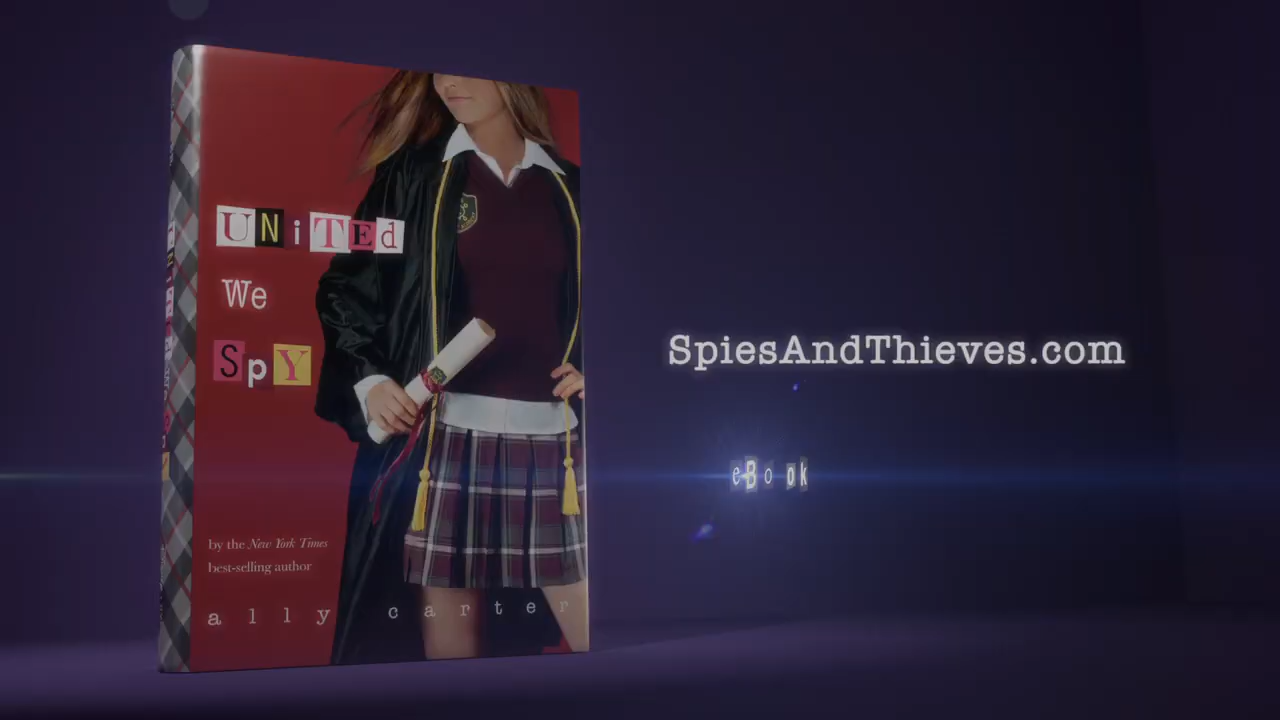 UNiTEd
We
SpY
by the New York Times
best-selling author
ally carter
SpiesAndThieves.com
eBook